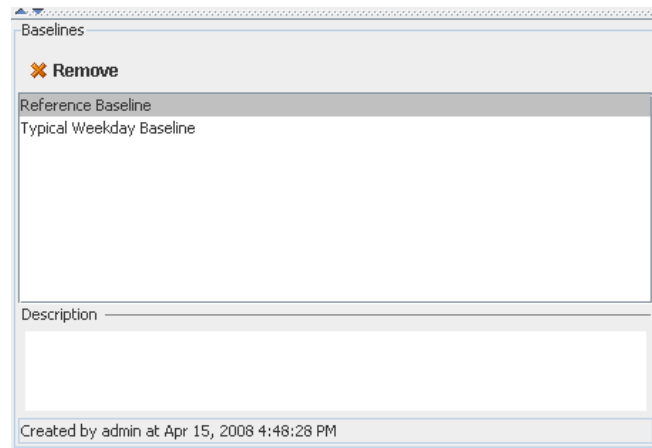 Baselines
Remove
Reference Baseline
Typical Weekday Baseline
Description
Created by admin at Apr 15, 2008 4:48:28 PM